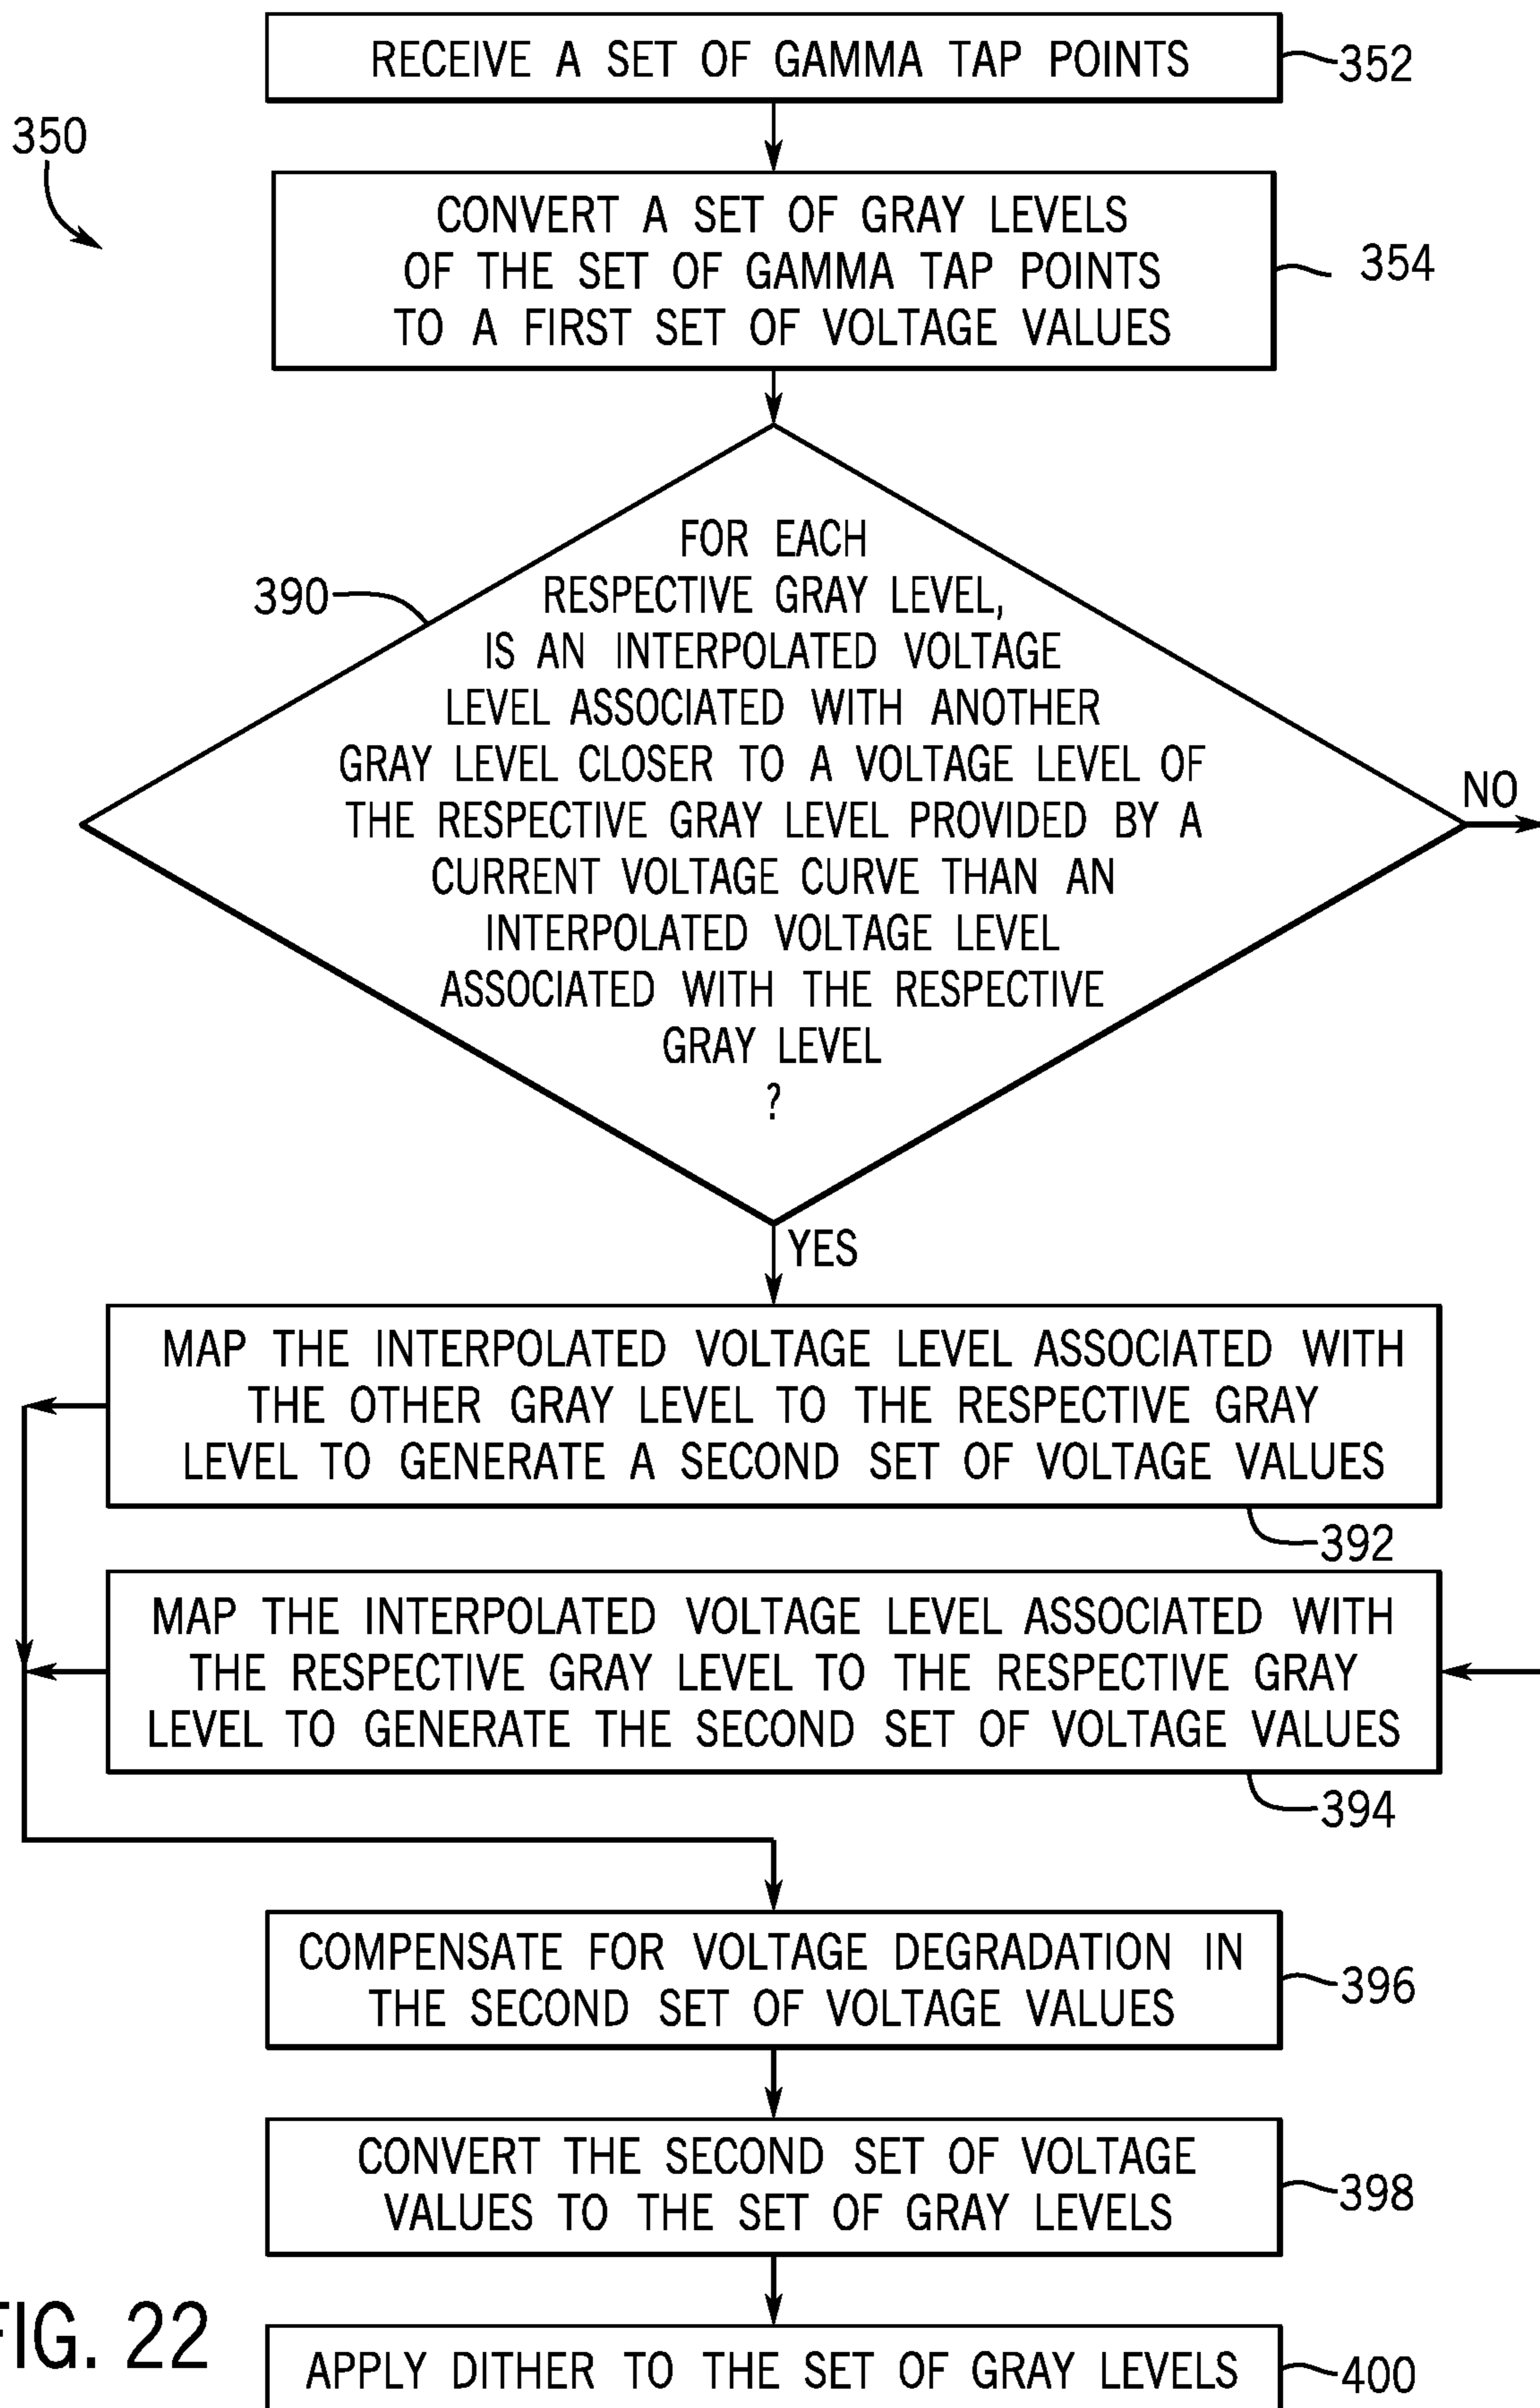 RECEIVE A SET OF GAMMA TAP POINTS
352
350
CONVERT A SET OF GRAY LEVELS
OF THE SET OF GAMMA TAP POINTS
TO A FIRST SET OF VOLTAGE VALUES
354
390
FOR EACH
RESPECTIVE GRAY LEVEL,
IS AN INTERPOLATED VOLTAGE
LEVEL ASSOCIATED WITH ANOTHER
GRAY LEVEL CLOSER TO A VOLTAGE LEVEL OF
THE RESPECTIVE GRAY LEVEL PROVIDED BY A
CURRENT VOLTAGE CURVE THAN AN
INTERPOLATED VOLTAGE LEVEL
ASSOCIATED WITH THE RESPECTIVE
GRAY LEVEL
?
NO
YES
MAP THE INTERPOLATED VOLTAGE LEVEL ASSOCIATED WITH
THE OTHER GRAY LEVEL TO THE RESPECTIVE GRAY
LEVEL TO GENERATE A SECOND SET OF VOLTAGE VALUES
392
MAP THE INTERPOLATED VOLTAGE LEVEL ASSOCIATED WITH
THE RESPECTIVE GRAY LEVEL TO THE RESPECTIVE GRAY
LEVEL TO GENERATE THE SECOND SET OF VOLTAGE VALUES
394
COMPENSATE FOR VOLTAGE DEGRADATION IN
THE SECOND SET OF VOLTAGE VALUES
396
CONVERT THE SECOND SET OF VOLTAGE
VALUES TO THE SET OF GRAY LEVELS
398
FIG. 22
APPLY DITHER TO THE SET OF GRAY LEVELS
400